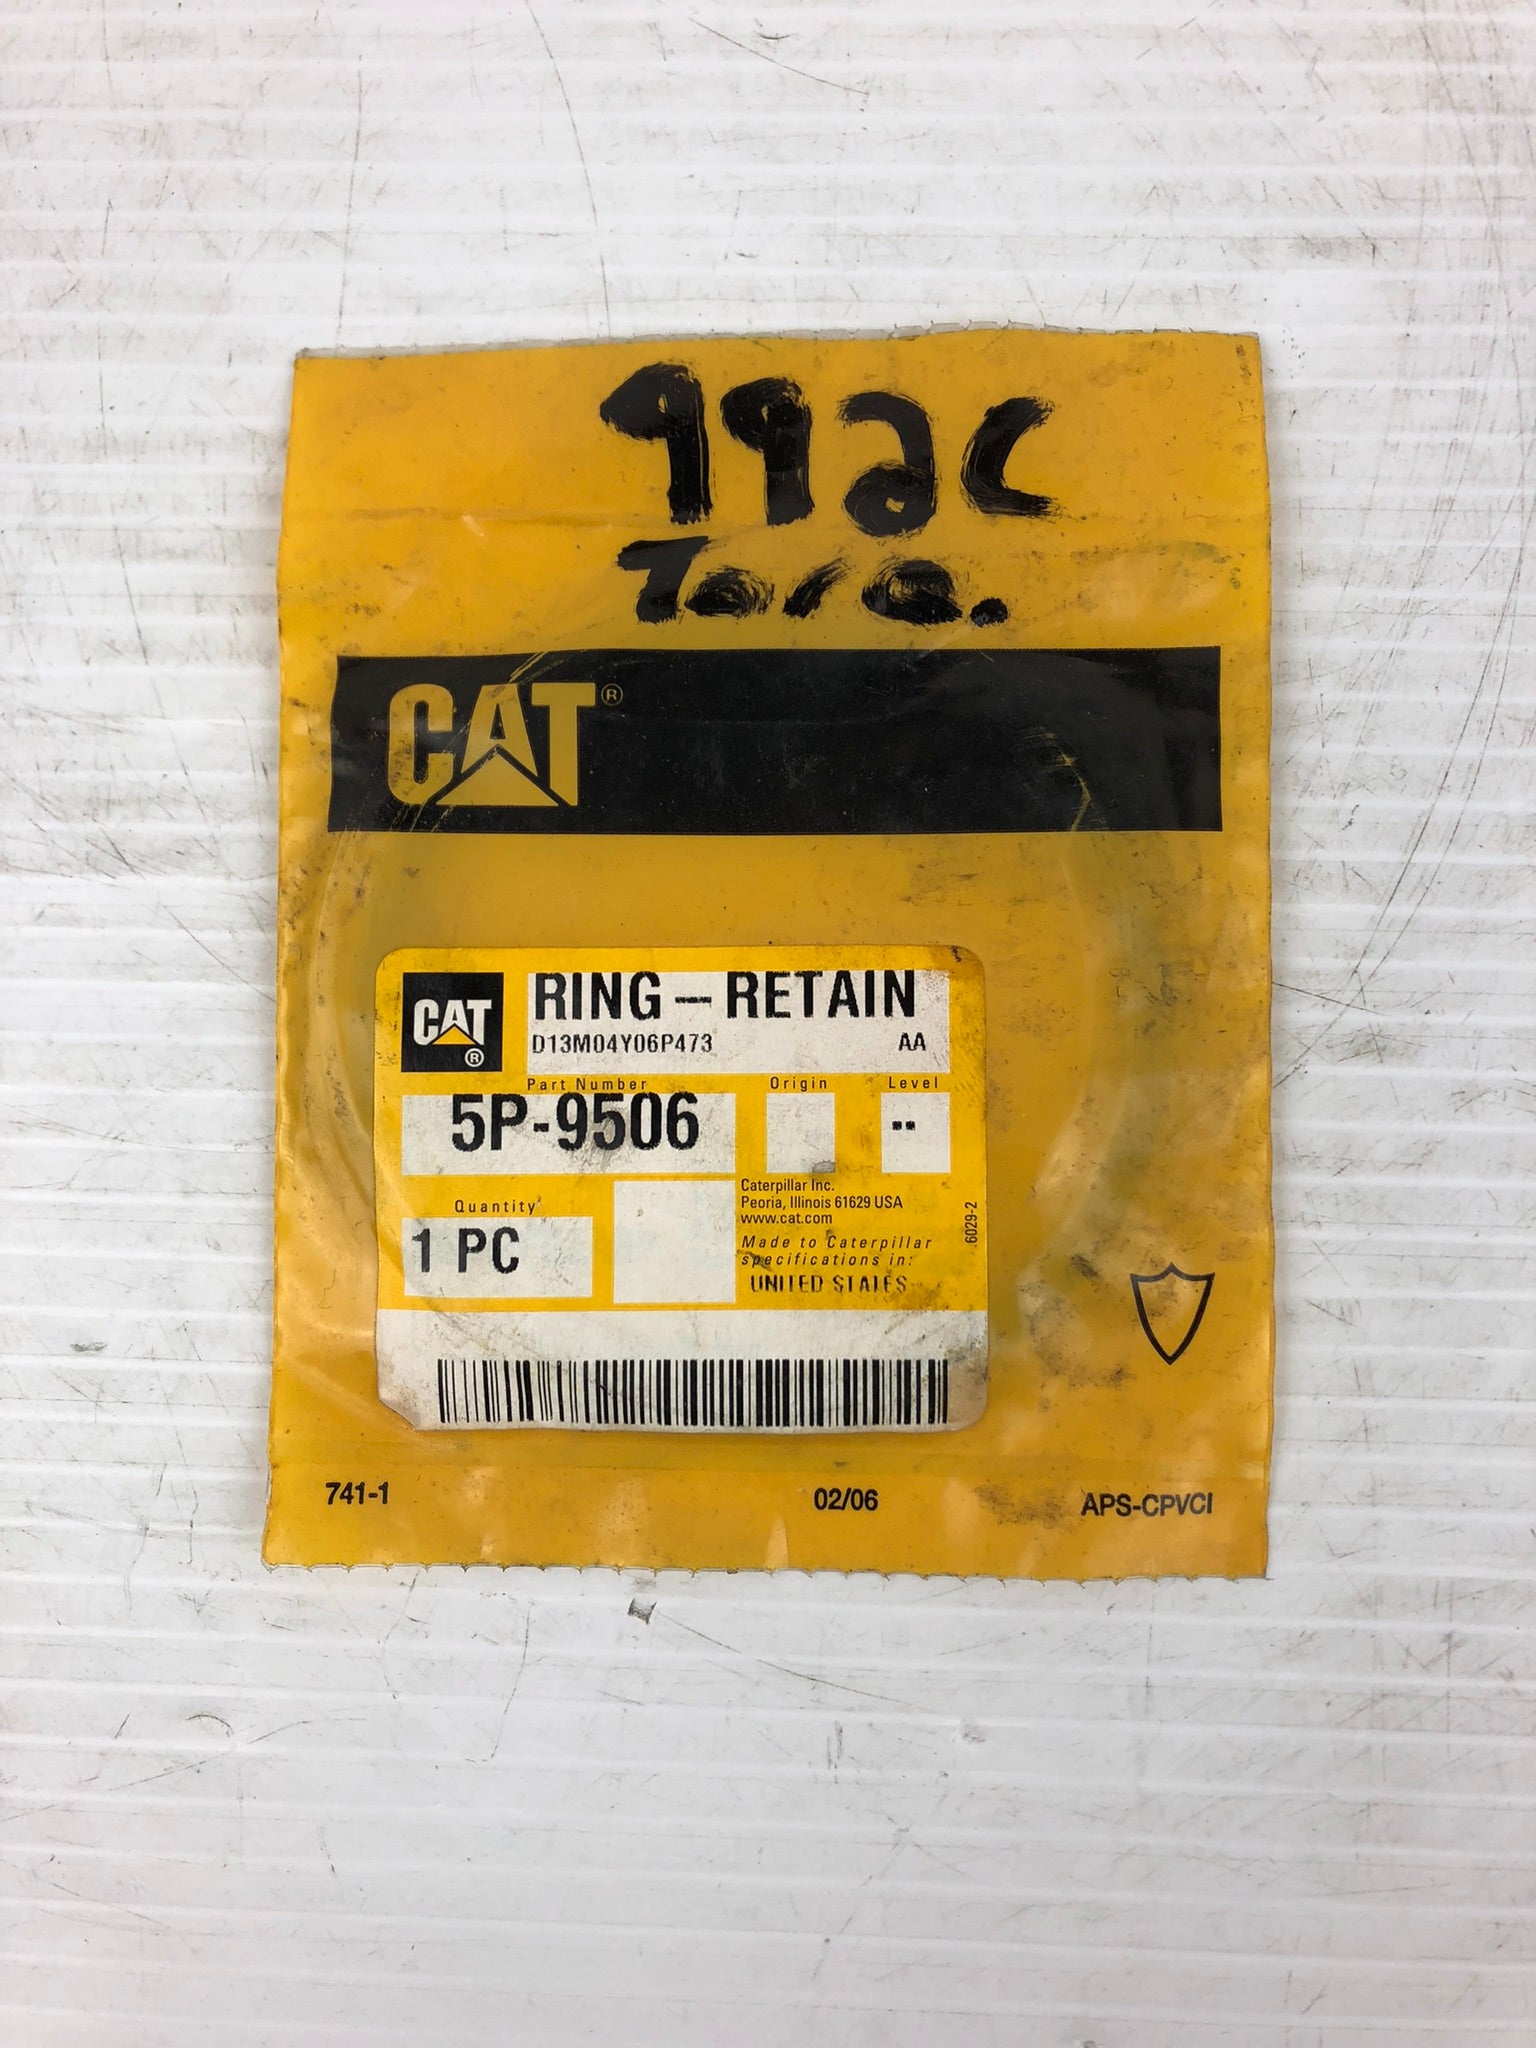 992C
Torq.
CAT®
CAT®
RING – RETAIN
D13M04Y06P473 AA
Part Number Origin Level
5P-9506 --
Quantity
1 PC
Caterpillar Inc.
Peoria, Illinois 61629 USA
www.cat.com
Made to Caterpillar
specifications in:
UNITED STATES
6029-2
741-1 02/06 APS-CPVCI